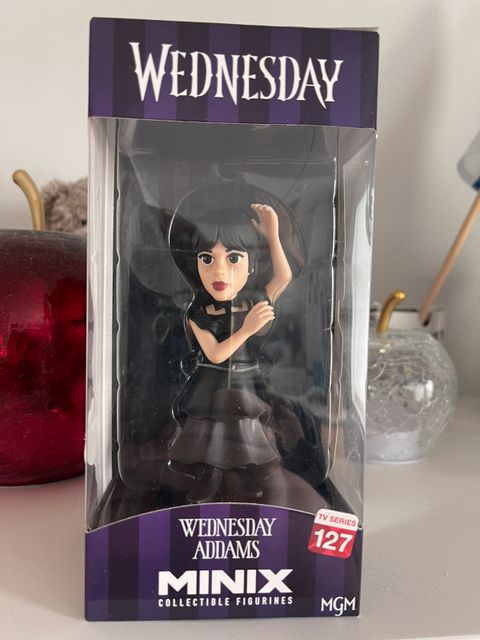 WEDNESDAY
WEDNESDAY
ADDAMS
TV SERIES
127
MINIX
COLLECTIBLE FIGURINES
MGM